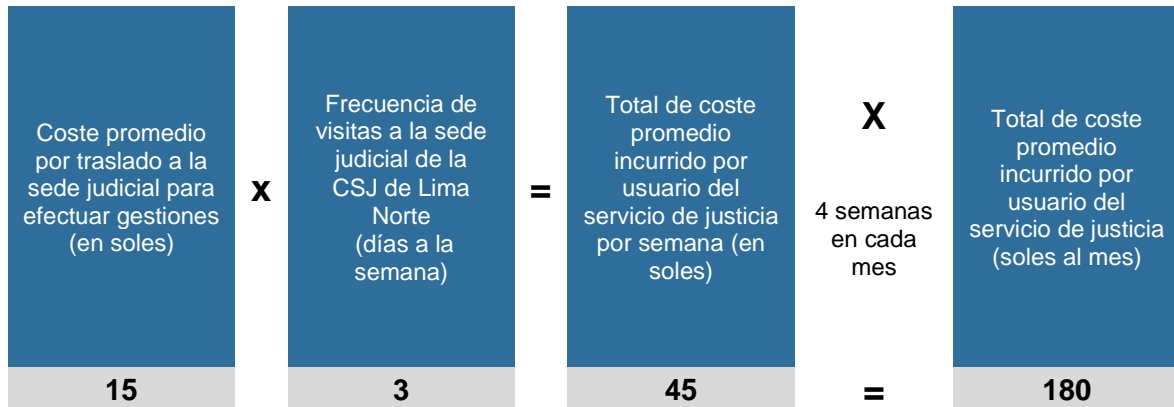 Coste promedio
por traslado a la
sede judicial para
efectuar gestiones
(en soles)
x
Frecuencia de
visitas a la sede
judicial de la
CSJ de Lima
Norte
(días a la
semana)
=
Total de coste
promedio
incurrido por
usuario del
servicio de justicia
por semana (en
soles)
X
4 semanas
en cada
mes
Total de coste
promedio
incurrido por
usuario del
servicio de justicia
(soles al mes)
15
3
45
=
180